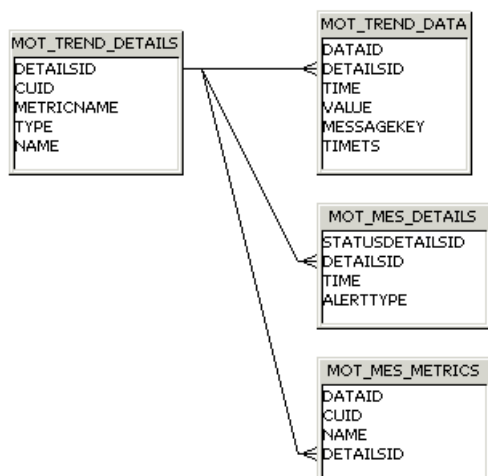 MOT_TREND_DETAILS
DETAILSID
CUID
METRICNAME
TYPE
NAME
MOT_TREND_DATA
DATAID
DETAILSID
TIME
VALUE
MESSAGEKEY
TIMETS
MOT_MES_DETAILS
STATUSDETAILSID
DETAILSID
TIME
ALERTTYPE
MOT_MES_METRICS
DATAID
CUID
NAME
DETAILSID